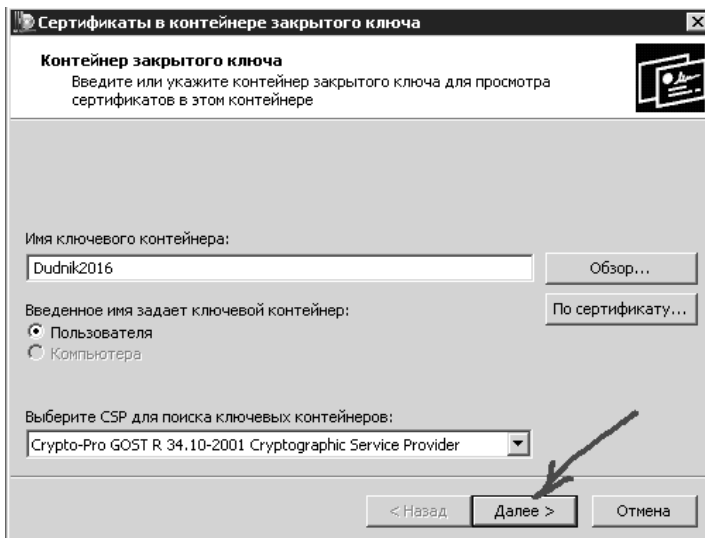 Сертификаты в контейнере закрытого ключа
Контейнер закрытого ключа
Введите или укажите контейнер закрытого ключа для просмотра
сертификатов в этом контейнере
Имя ключевого контейнера:
Dudnik2016
Обзор...
Введенное имя задает ключевой контейнер:
По сертификату...
Пользователя
Компьютера
Выберите CSP для поиска ключевых контейнеров:
Crypto-Pro GOST R 34.10-2001 Cryptographic Service Provider
< Назад
Далее >
Отмена